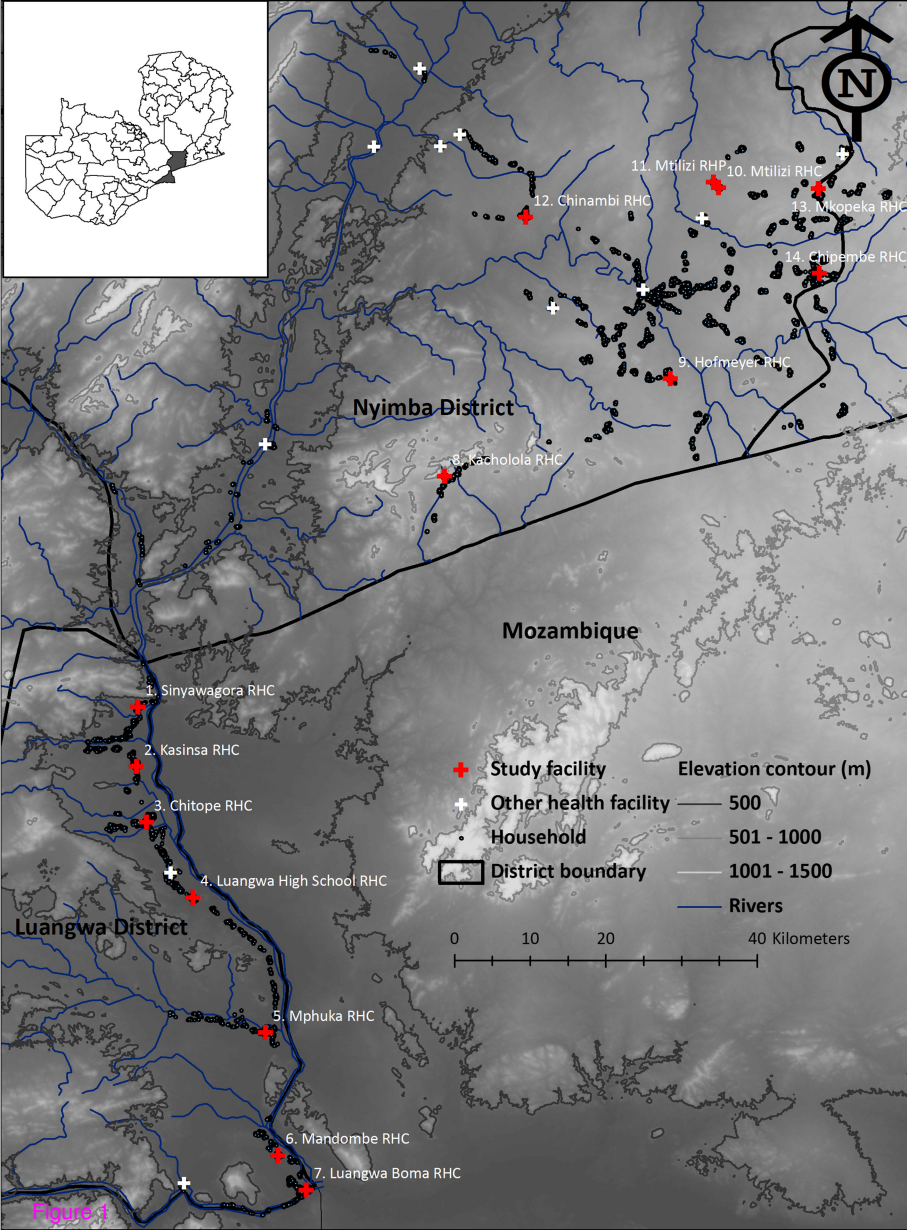 N
11. Mtilizi RHP
10. Mtilizi RHC
12. Chinambi RHC
13. Mkopeka RHC
14. Chipembe RHC
9. Hofmeyer RHC
Nyimba District
8. Kacholola RHC
Mozambique
1. Sinyawagora RHC
2. Kasinsa RHC
3. Chitope RHC
4. Luangwa High School RHC
Luangwa District
5. Mphuka RHC
6. Mandombe RHC
7. Luangwa Boma RHC
Study facility
Other health facility
Household
District boundary
Elevation contour (m)
500
501 - 1000
1001 - 1500
Rivers
0 10 20 40 Kilometers
Figure 1